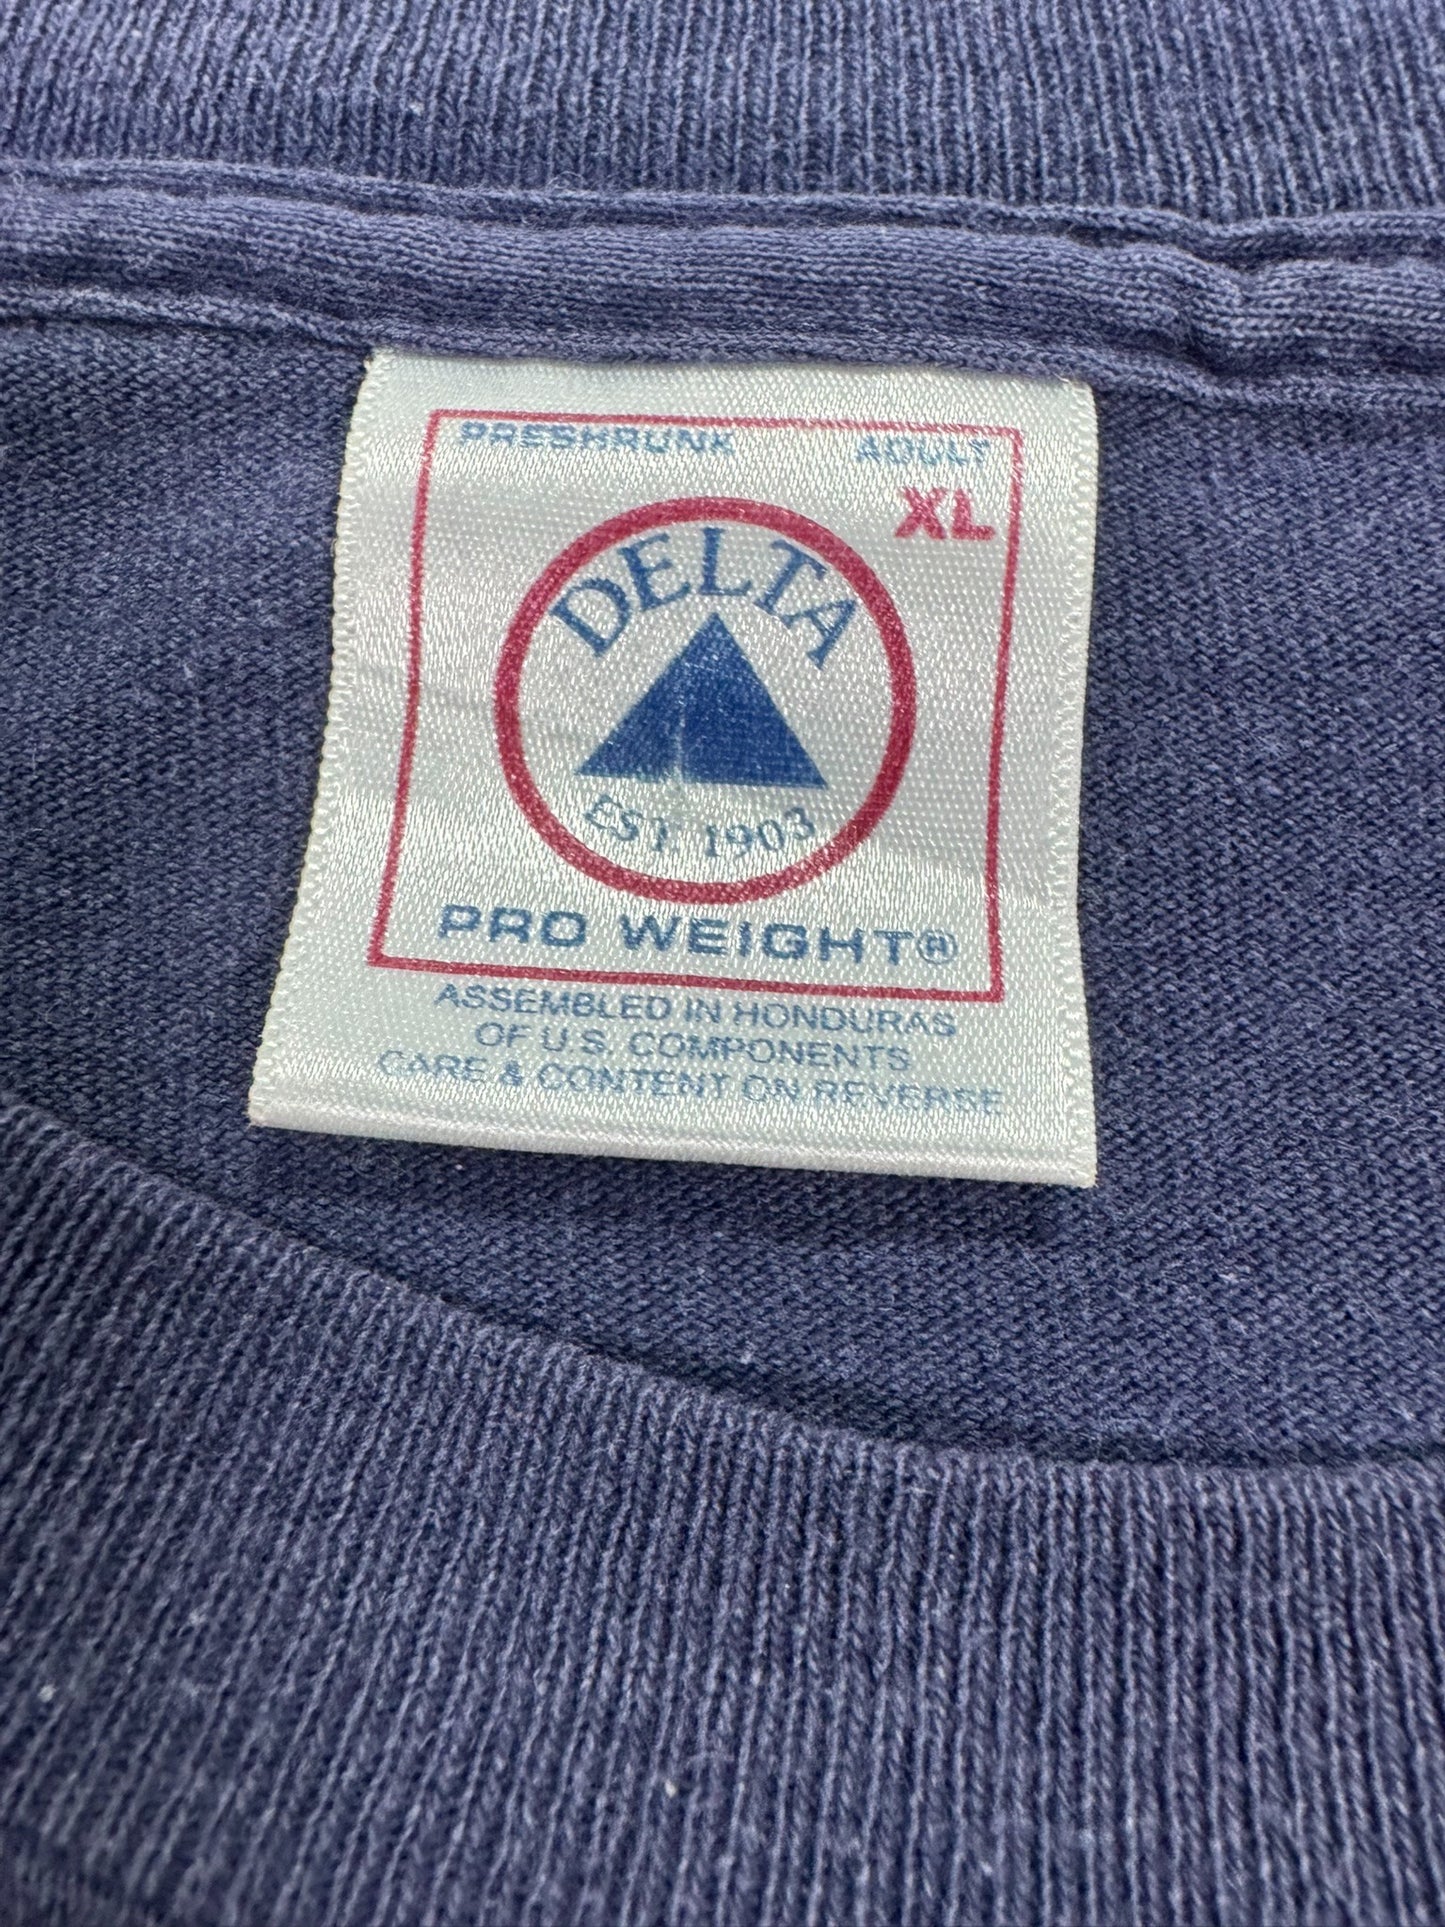 PRESHRUNK ADULT
XL
DELTA
EST. 1903
PRO WEIGHT®
ASSEMBLED IN HONDURAS
OF U.S. COMPONENTS
CARE & CONTENT ON REVERSE